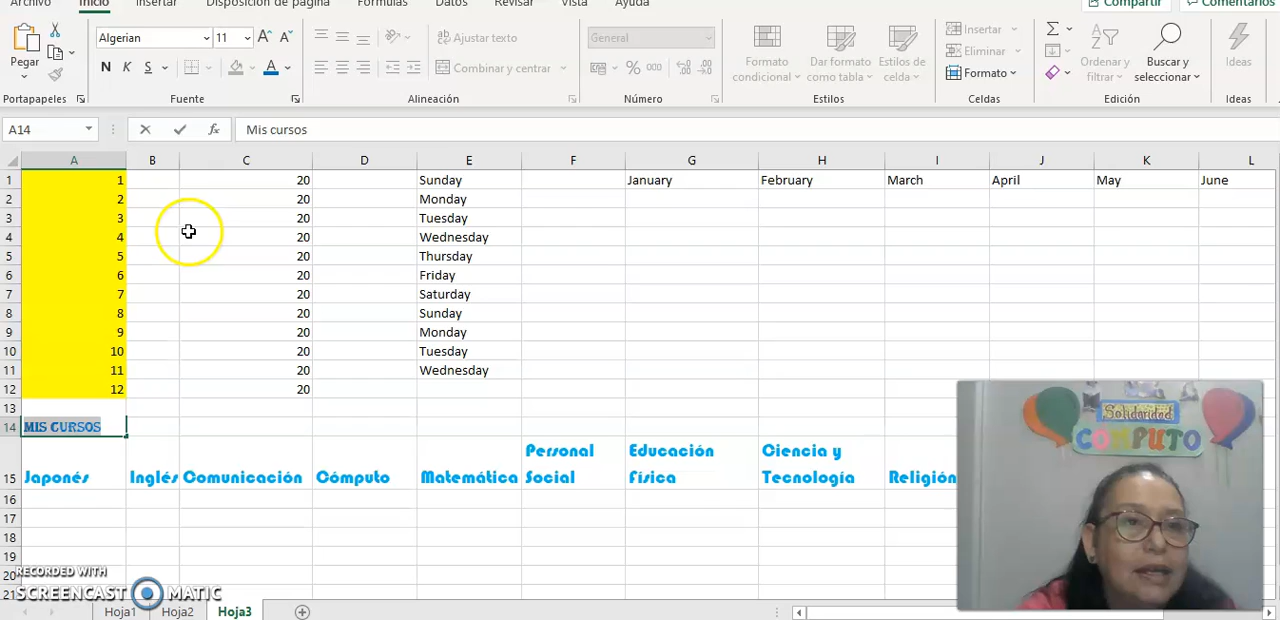 Archivo Inicio Insertar Disposición de página Fórmulas Datos Revisar Vista Ayuda Compartir Comentarios
Algerian 11 Ajustar texto General Insertar Σ
Pegar N K S A Combinar y centrar % 000 Formato condicional Dar formato como tabla Estilos de celda Eliminar Formato Ordenar y filtrar Buscar y seleccionar Ideas
Portapapeles Fuente Alineación Número Estilos Celdas Edición Ideas
A14 fx Mis cursos
A B C D E F G H I J K L
1 1 20 Sunday January February March April May June
2 2 20 Monday
3 3 20 Tuesday
4 4 20 Wednesday
5 5 20 Thursday
6 6 20 Friday
7 7 20 Saturday
8 8 20 Sunday
9 9 20 Monday
10 10 20 Tuesday
11 11 20 Wednesday
12 12 20
13
14 MIS CURSOS
15 Japonés Inglés Comunicación Cómputo Matemática Personal Social Educación Física Ciencia y Tecnología Religión
16
17
18
19
20
21
Solidaridad
COMPUTO
RECORDED WITH
SCREENCAST MATIC
Hoja1 Hoja2 Hoja3